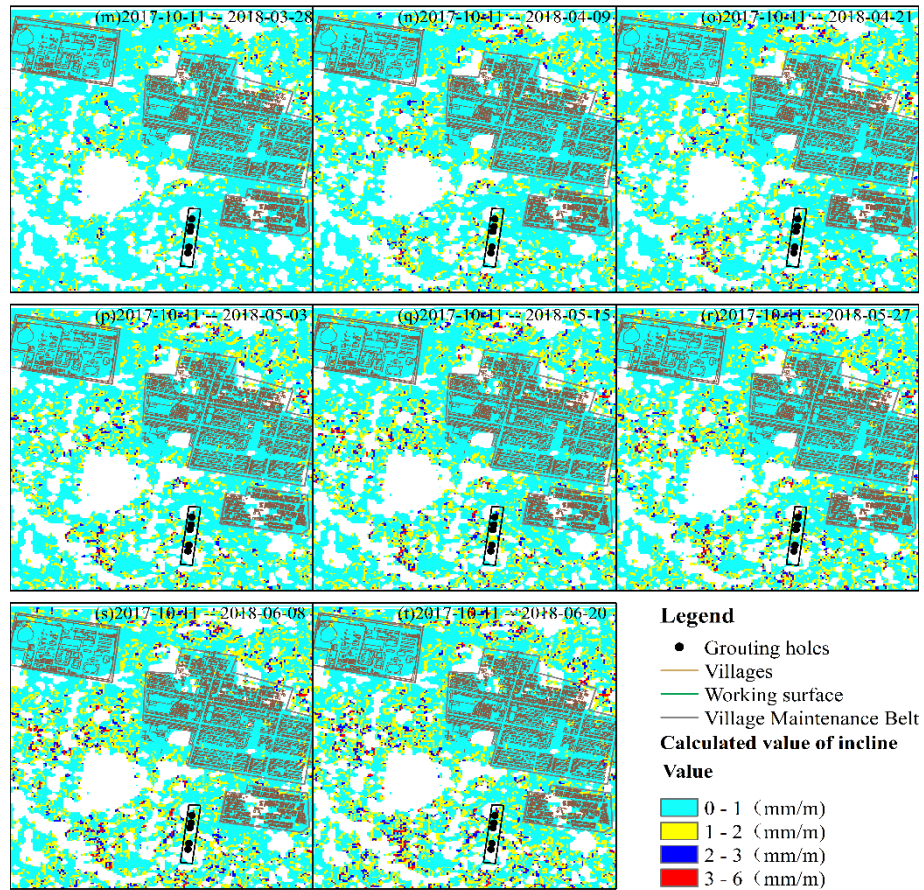 (m)2017-10-11 -- 2018-03-28
(n)2017-10-11 -- 2018-04-09
(o)2017-10-11 -- 2018-04-21
(p)2017-10-11 -- 2018-05-03
(q)2017-10-11 -- 2018-05-15
(r)2017-10-11 -- 2018-05-27
(s)2017-10-11 -- 2018-06-08
(t)2017-10-11 -- 2018-06-20
Legend
Grouting holes
Villages
Working surface
Village Maintenance Belt
Calculated value of incline
Value
0 - 1（mm/m）
1 - 2（mm/m）
2 - 3（mm/m）
3 - 6（mm/m）